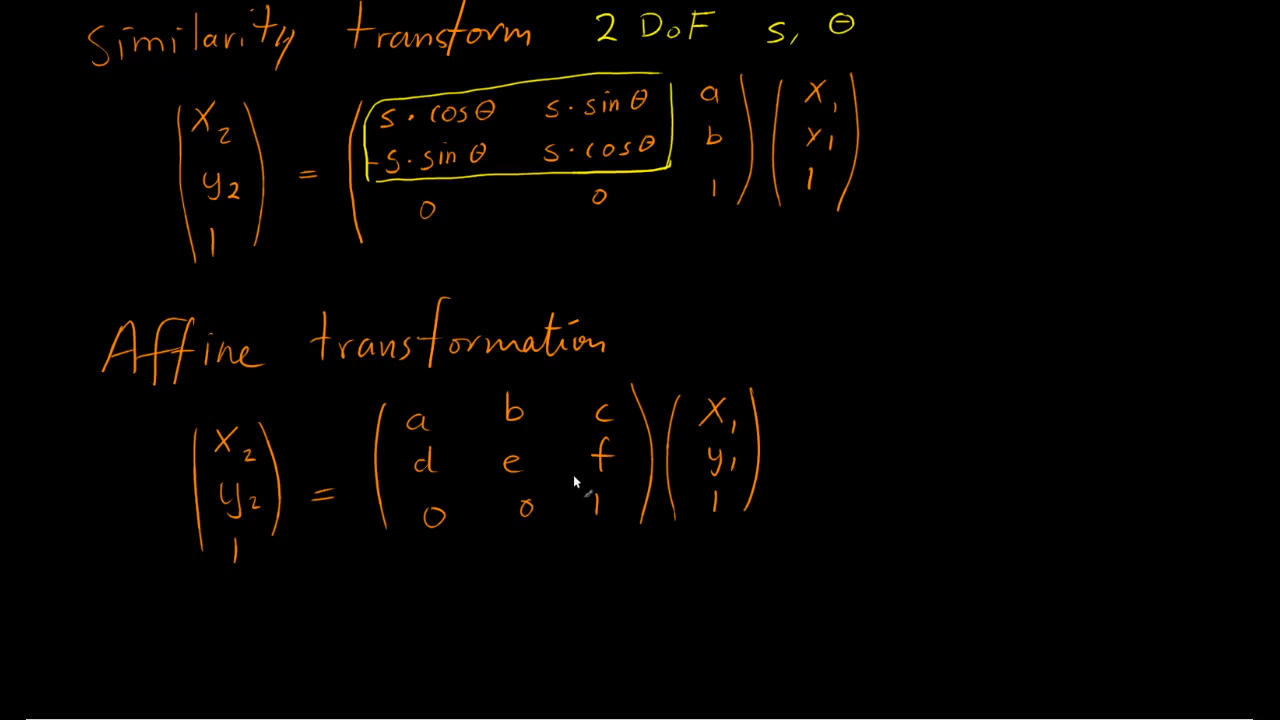 Similarity transform 2 DoF s, θ
x₂ s · cosθ s · sinθ a x₁
y₂ = -s · sinθ s · cosθ b y₁
1 0 0 1 1
Affine transformation
x₂ a b c x₁
y₂ = d e f y₁
1 0 0 1 1